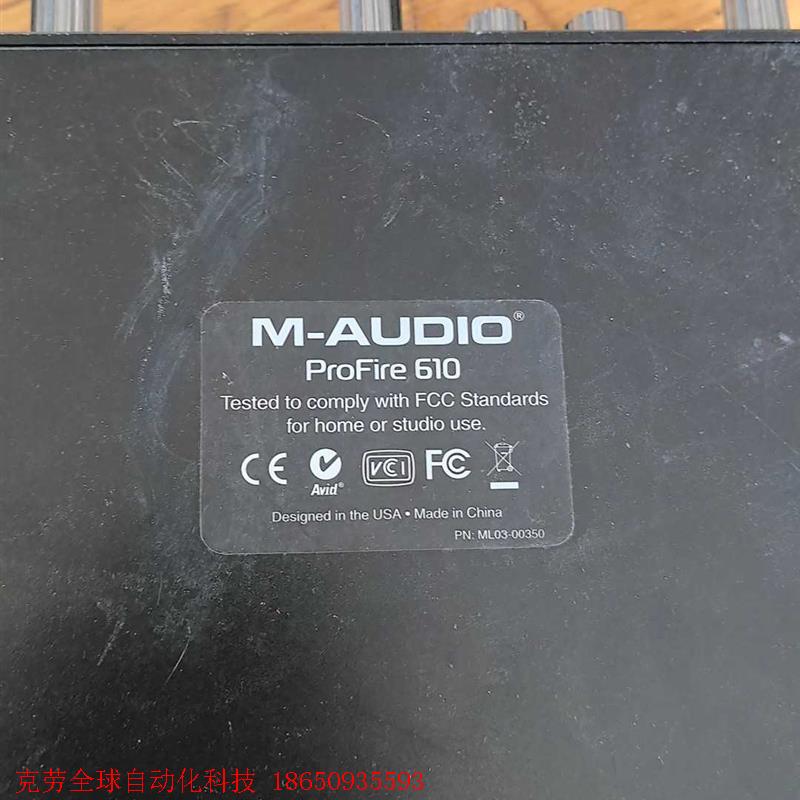 M-AUDIO®
ProFire 610
Tested to comply with FCC Standards
for home or studio use.
CE Avid® VCI FC
Designed in the USA • Made in China
PN: ML03-00350
克劳全球自动化科技 18650935593